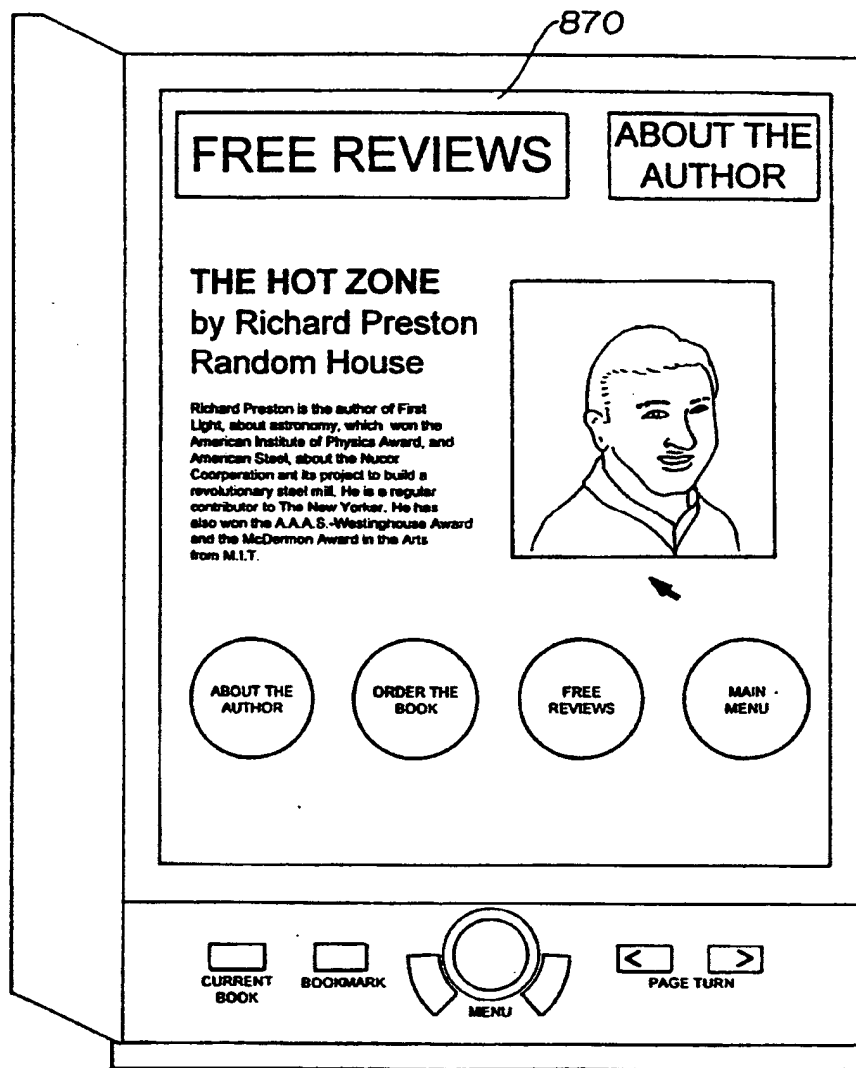 870
FREE REVIEWS
ABOUT THE
AUTHOR
THE HOT ZONE
by Richard Preston
Random House
Richard Preston is the author of First
Light, about astronomy, which won the
American Institute of Physics Award, and
American Steel, about the Nucor
Coorperation ant its project to build a
revolutionary steel mill. He is a regular
contributor to The New Yorker. He has
also won the A.A.A.S.-Westinghouse Award
and the McDermon Award in the Arts
from M.I.T.
ABOUT THE
AUTHOR
ORDER THE
BOOK
FREE
REVIEWS
MAIN
MENU
CURRENT
BOOK
BOOKMARK
MENU
< >
PAGE TURN